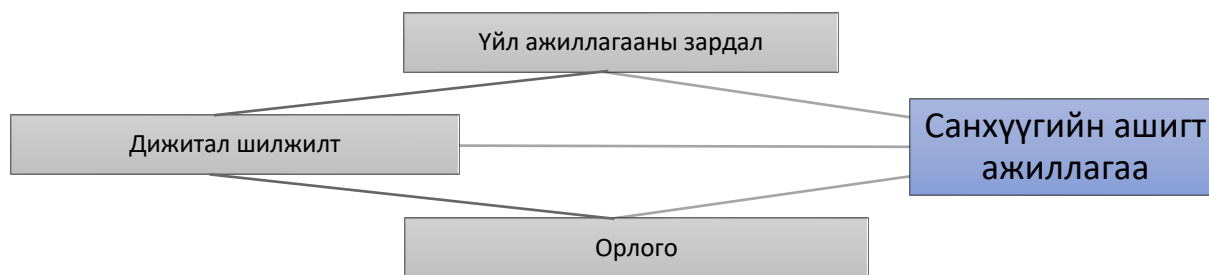 Үйл ажиллагааны зардал
Дижитал шилжилт
Санхүүгийн ашигт
ажиллагаа
Орлого